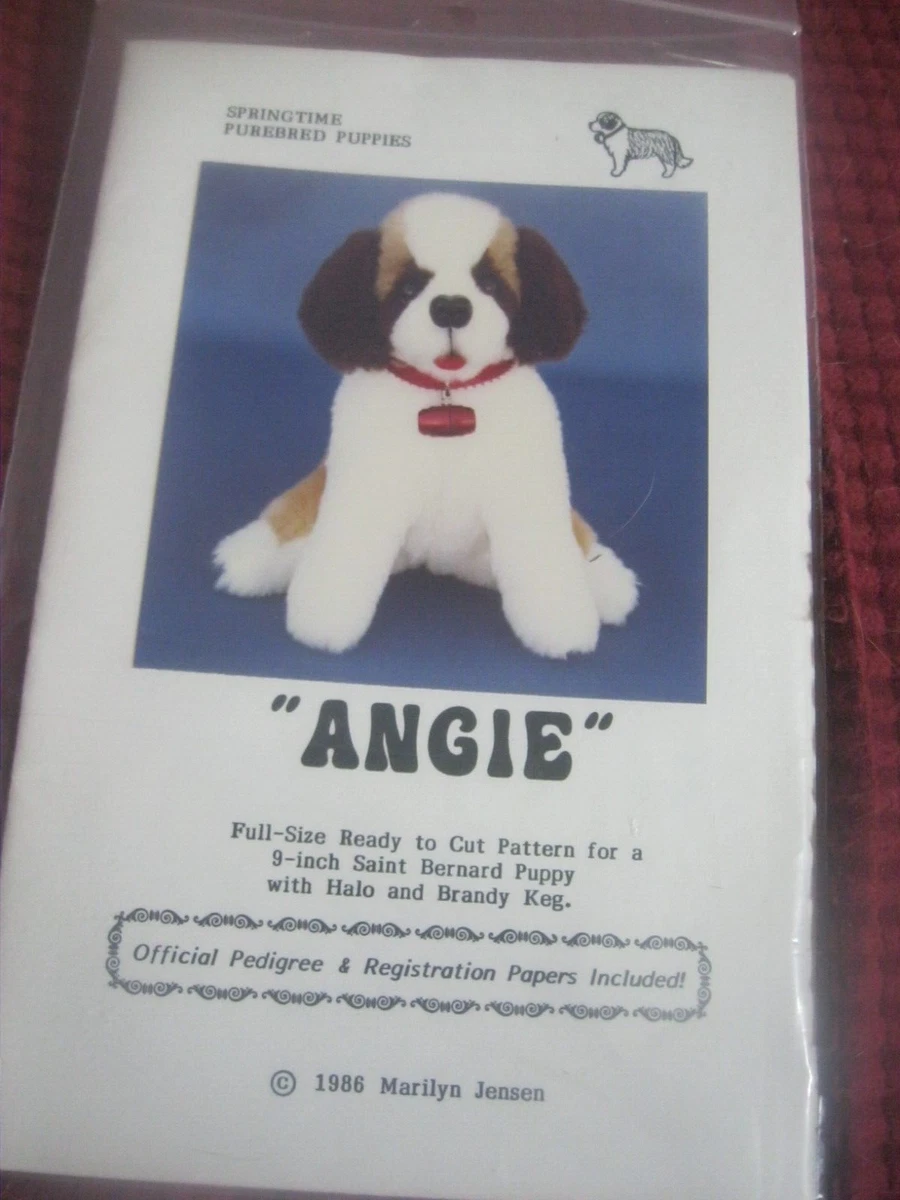 SPRINGTIME
PUREBRED PUPPIES
"ANGIE"
Full-Size Ready to Cut Pattern for a
9-inch Saint Bernard Puppy
with Halo and Brandy Keg.
Official Pedigree & Registration Papers Included!
© 1986 Marilyn Jensen